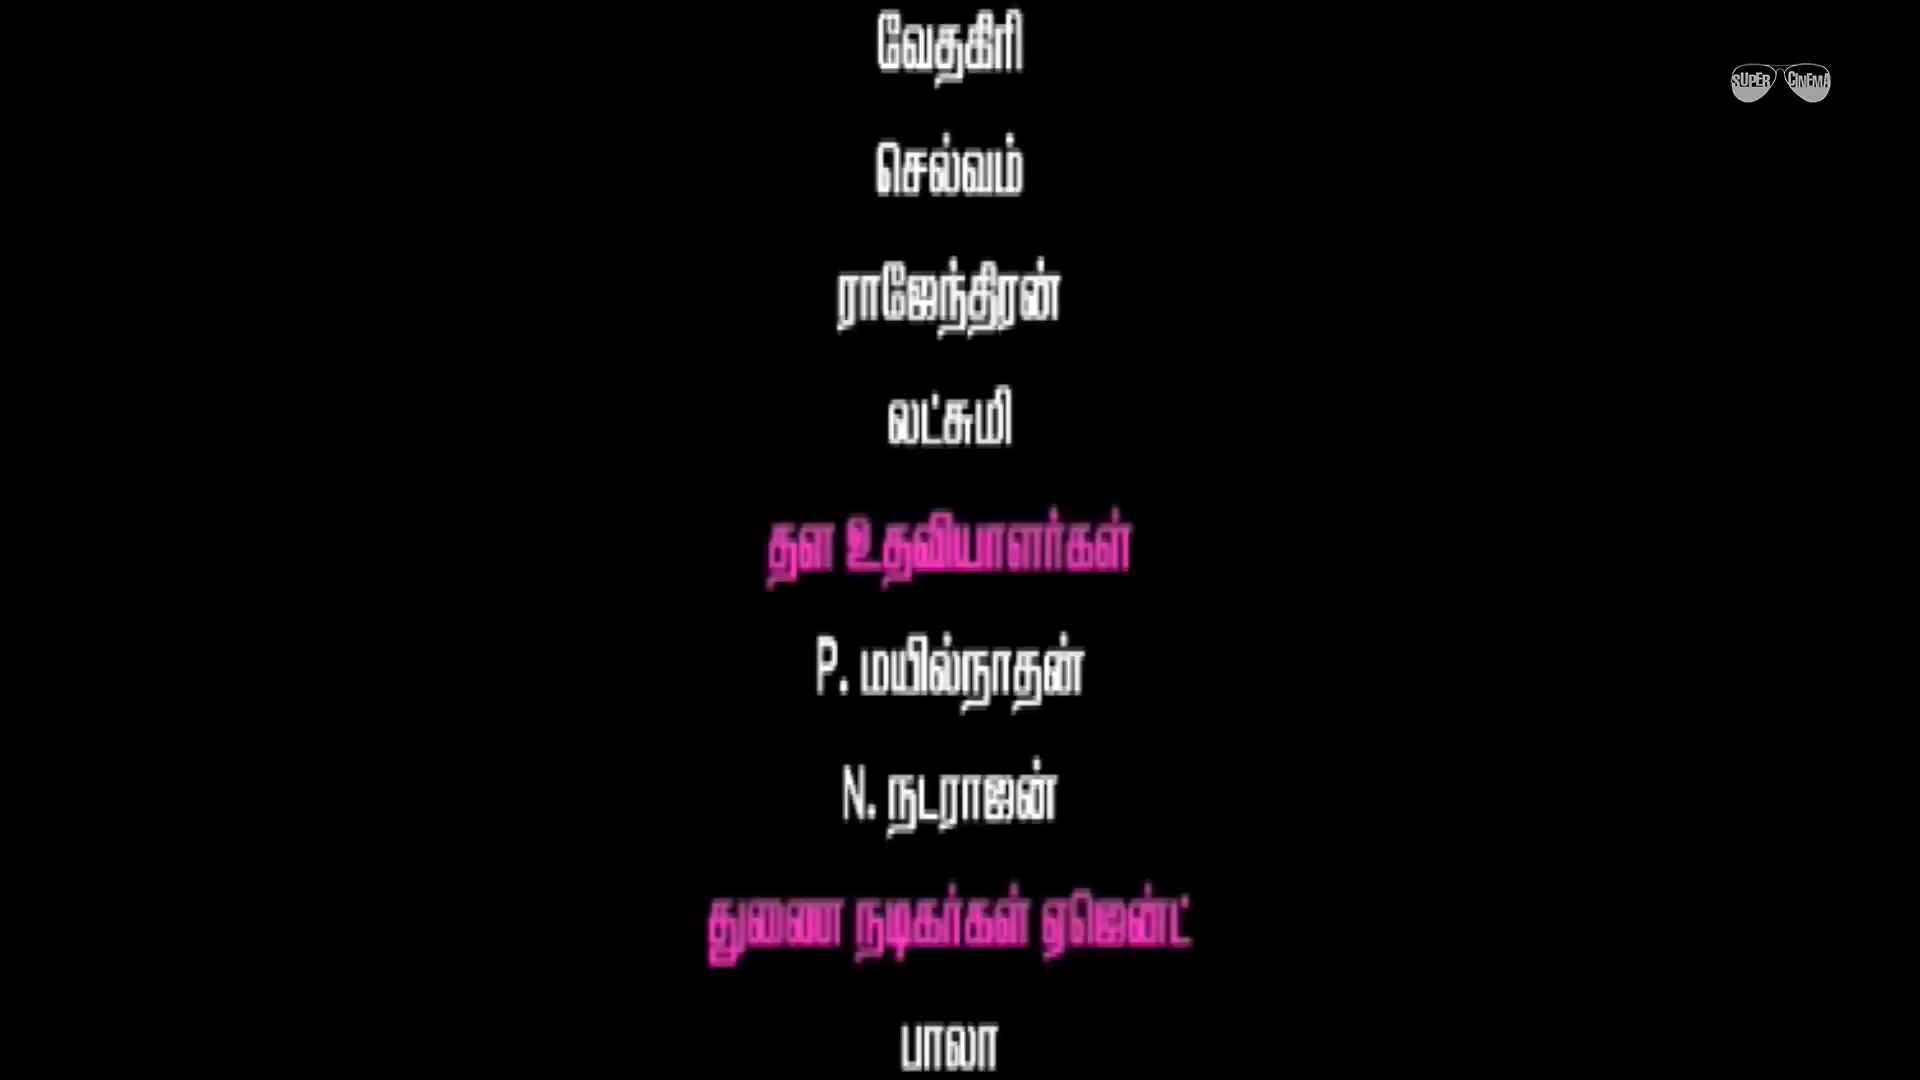 வேதகிரி
SUPER CINEMA
செல்வம்
ராஜேந்திரன்
லட்சுமி
தள உதவியாளர்கள்
P. மயில்நாதன்
N. நடராஜன்
துணை நடிகர்கள் ஏஜென்ட்
பாலா